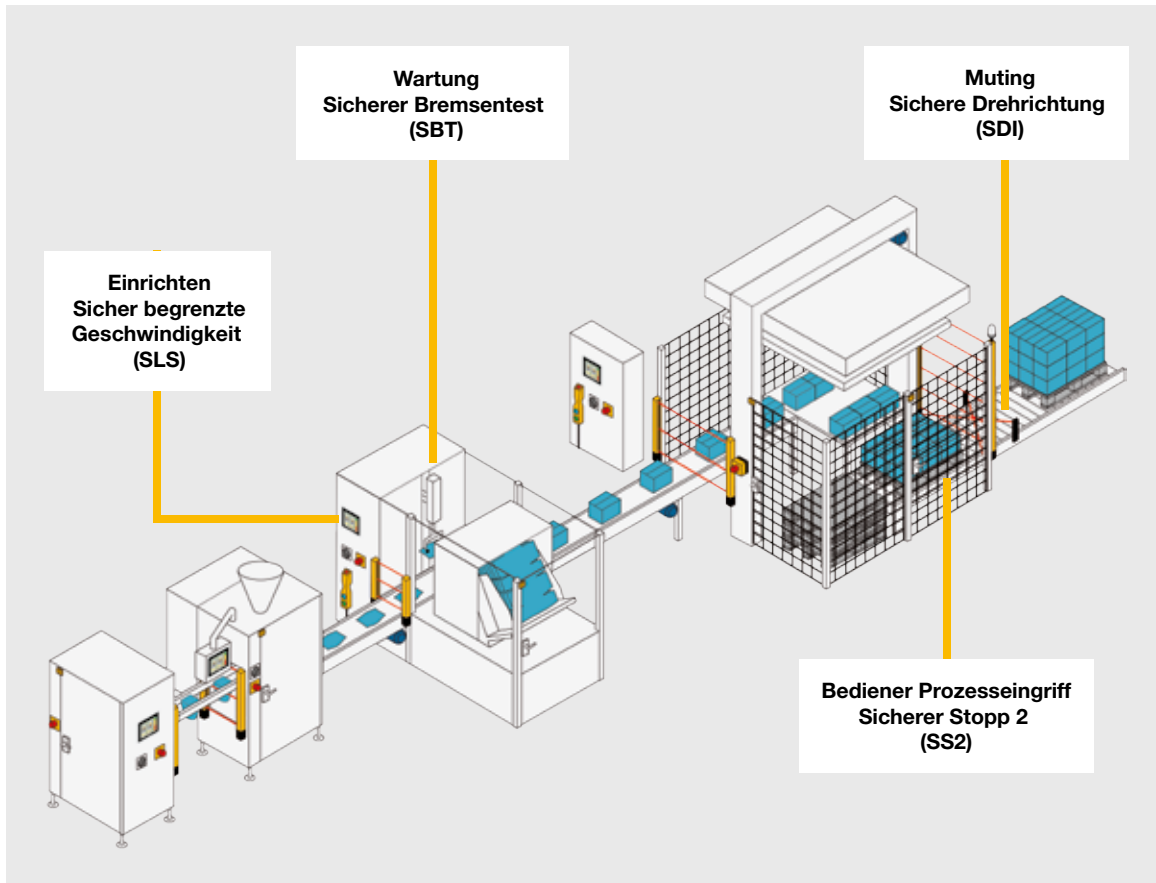 Wartung
Sicherer Bremsentest
(SBT)
Muting
Sichere Drehrichtung
(SDI)
Einrichten
Sicher begrenzte
Geschwindigkeit
(SLS)
Bediener Prozesseingriff
Sicherer Stopp 2
(SS2)